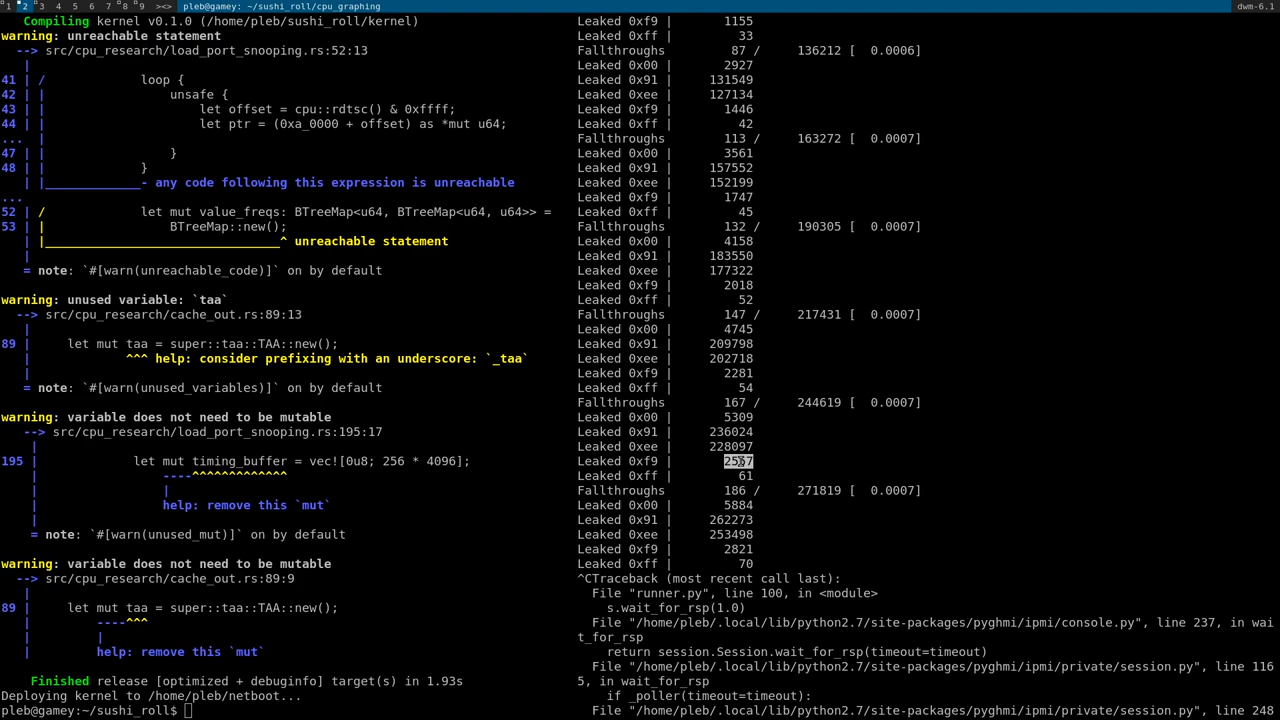 1 2 3 4 5 6 7 8 9 ><> pleb@gamey: ~/sushi_roll/cpu_graphing dwm-6.1
Compiling kernel v0.1.0 (/home/pleb/sushi_roll/kernel)
warning: unreachable statement
--> src/cpu_research/load_port_snooping.rs:52:13
|
41 | / loop {
42 | | unsafe {
43 | | let offset = cpu::rdtsc() & 0xffff;
44 | | let ptr = (0xa_0000 + offset) as *mut u64;
... |
47 | | }
48 | | }
| |_____________- any code following this expression is unreachable
...
52 | / let mut value_freqs: BTreeMap<u64, BTreeMap<u64, u64>> =
53 | | BTreeMap::new();
| |________________________________^ unreachable statement
|
= note: `#[warn(unreachable_code)]` on by default
warning: unused variable: `taa`
--> src/cpu_research/cache_out.rs:89:13
|
89 | let mut taa = super::taa::TAA::new();
| ^^^ help: consider prefixing with an underscore: `_taa`
|
= note: `#[warn(unused_variables)]` on by default
warning: variable does not need to be mutable
--> src/cpu_research/load_port_snooping.rs:195:17
|
195 | let mut timing_buffer = vec![0u8; 256 * 4096];
| ----^^^^^^^^^^^^^
| |
| help: remove this `mut`
|
= note: `#[warn(unused_mut)]` on by default
warning: variable does not need to be mutable
--> src/cpu_research/cache_out.rs:89:9
|
89 | let mut taa = super::taa::TAA::new();
| ----^^^
| |
| help: remove this `mut`
Finished release [optimized + debuginfo] target(s) in 1.93s
Deploying kernel to /home/pleb/netboot...
pleb@gamey:~/sushi_roll$
Leaked 0xf9 | 1155
Leaked 0xff | 33
Fallthroughs 87 / 136212 [ 0.0006]
Leaked 0x00 | 2927
Leaked 0x91 | 131549
Leaked 0xee | 127134
Leaked 0xf9 | 1446
Leaked 0xff | 42
Fallthroughs 113 / 163272 [ 0.0007]
Leaked 0x00 | 3561
Leaked 0x91 | 157552
Leaked 0xee | 152199
Leaked 0xf9 | 1747
Leaked 0xff | 45
Fallthroughs 132 / 190305 [ 0.0007]
Leaked 0x00 | 4158
Leaked 0x91 | 183550
Leaked 0xee | 177322
Leaked 0xf9 | 2018
Leaked 0xff | 52
Fallthroughs 147 / 217431 [ 0.0007]
Leaked 0x00 | 4745
Leaked 0x91 | 209798
Leaked 0xee | 202718
Leaked 0xf9 | 2281
Leaked 0xff | 54
Fallthroughs 167 / 244619 [ 0.0007]
Leaked 0x00 | 5309
Leaked 0x91 | 236024
Leaked 0xee | 228097
Leaked 0xf9 |
Leaked 0xff | 61
Fallthroughs 186 / 271819 [ 0.0007]
Leaked 0x00 | 5884
Leaked 0x91 | 262273
Leaked 0xee | 253498
Leaked 0xf9 | 2821
Leaked 0xff | 70
^CTraceback (most recent call last):
File "runner.py", line 100, in <module>
s.wait_for_rsp(1.0)
File "/home/pleb/.local/lib/python2.7/site-packages/pyghmi/ipmi/console.py", line 237, in wai
t_for_rsp
return session.Session.wait_for_rsp(timeout=timeout)
File "/home/pleb/.local/lib/python2.7/site-packages/pyghmi/ipmi/private/session.py", line 116
5, in wait_for_rsp
if _poller(timeout=timeout):
File "/home/pleb/.local/lib/python2.7/site-packages/pyghmi/ipmi/private/session.py", line 248